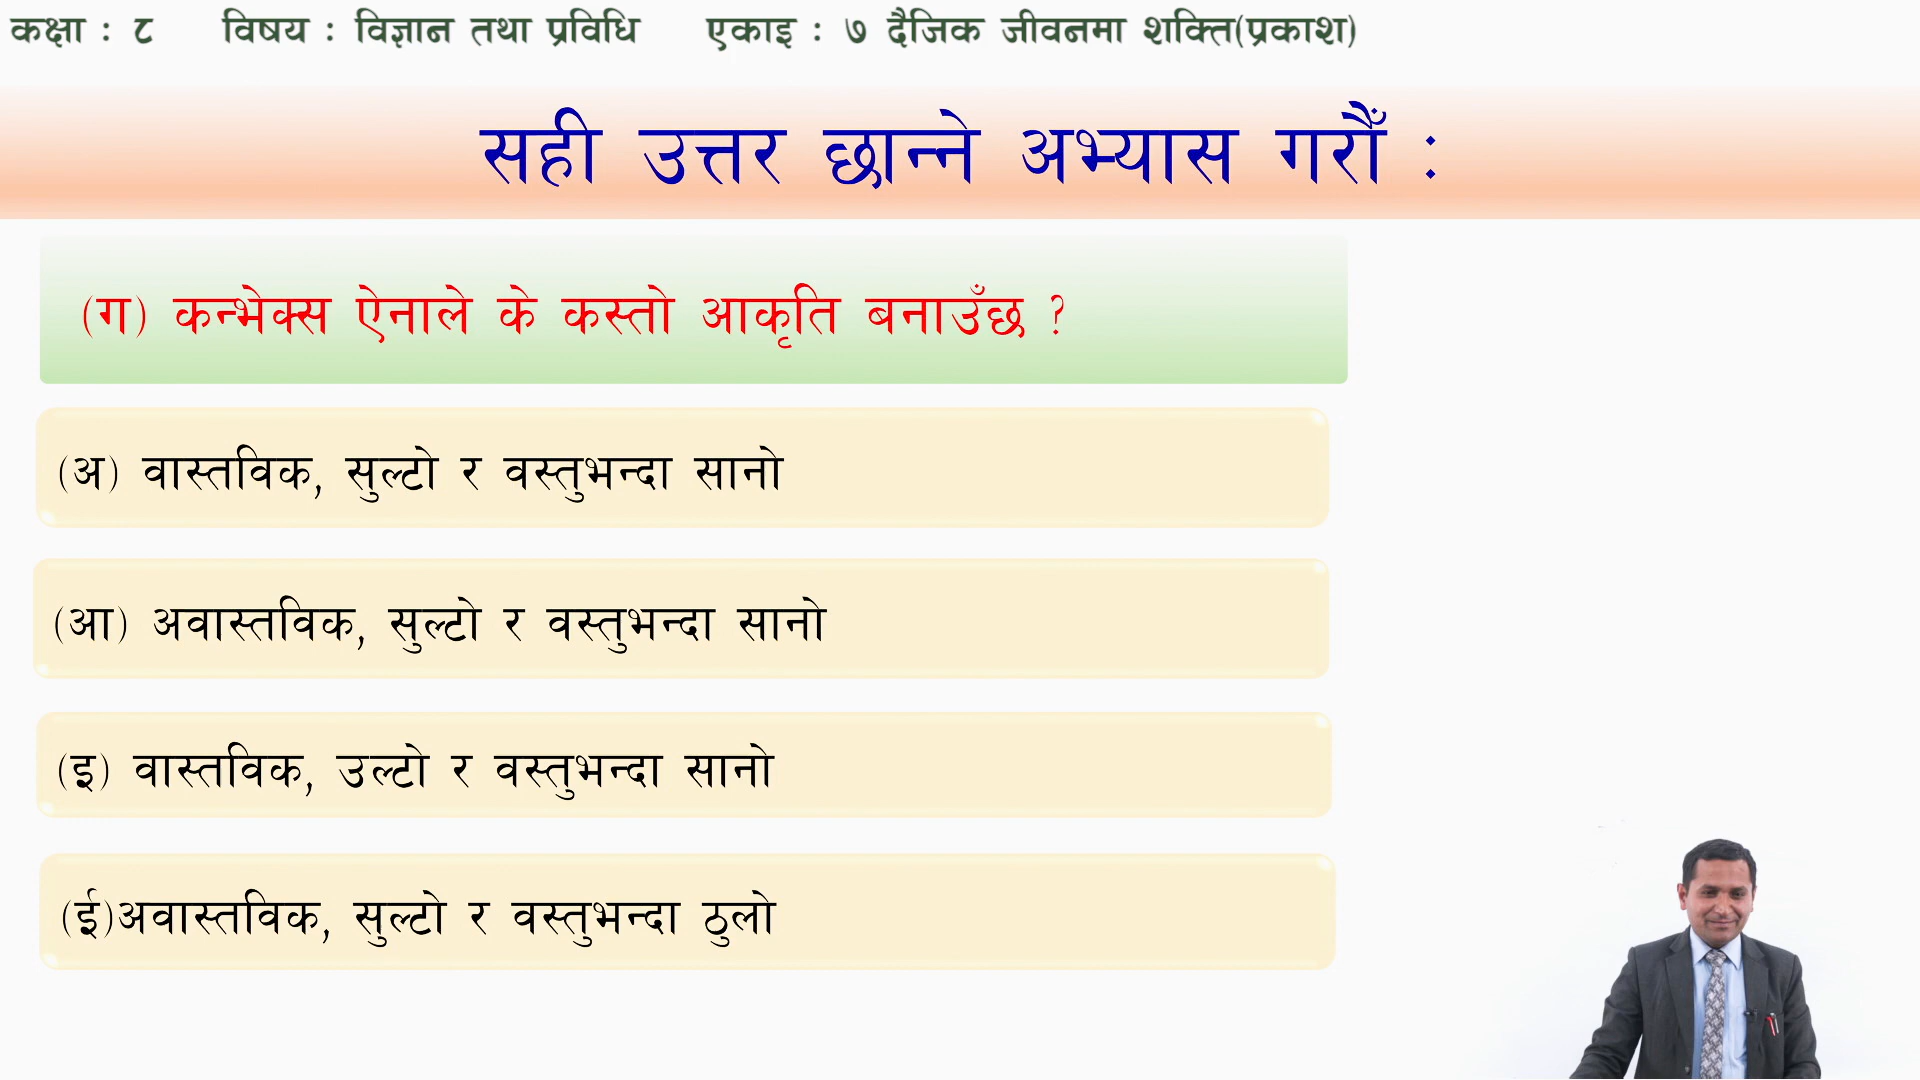 कक्षा : ८ विषय : विज्ञान तथा प्रविधि एकाइ : ७ दैजिक जीवनमा शक्ति(प्रकाश)
सही उत्तर छान्ने अभ्यास गरौँ :
(ग) कन्भेक्स ऐनाले के कस्तो आकृति बनाउँछ ?
(अ) वास्तविक, सुल्टो र वस्तुभन्दा सानो
(आ) अवास्तविक, सुल्टो र वस्तुभन्दा सानो
(इ) वास्तविक, उल्टो र वस्तुभन्दा सानो
(ई)अवास्तविक, सुल्टो र वस्तुभन्दा ठुलो